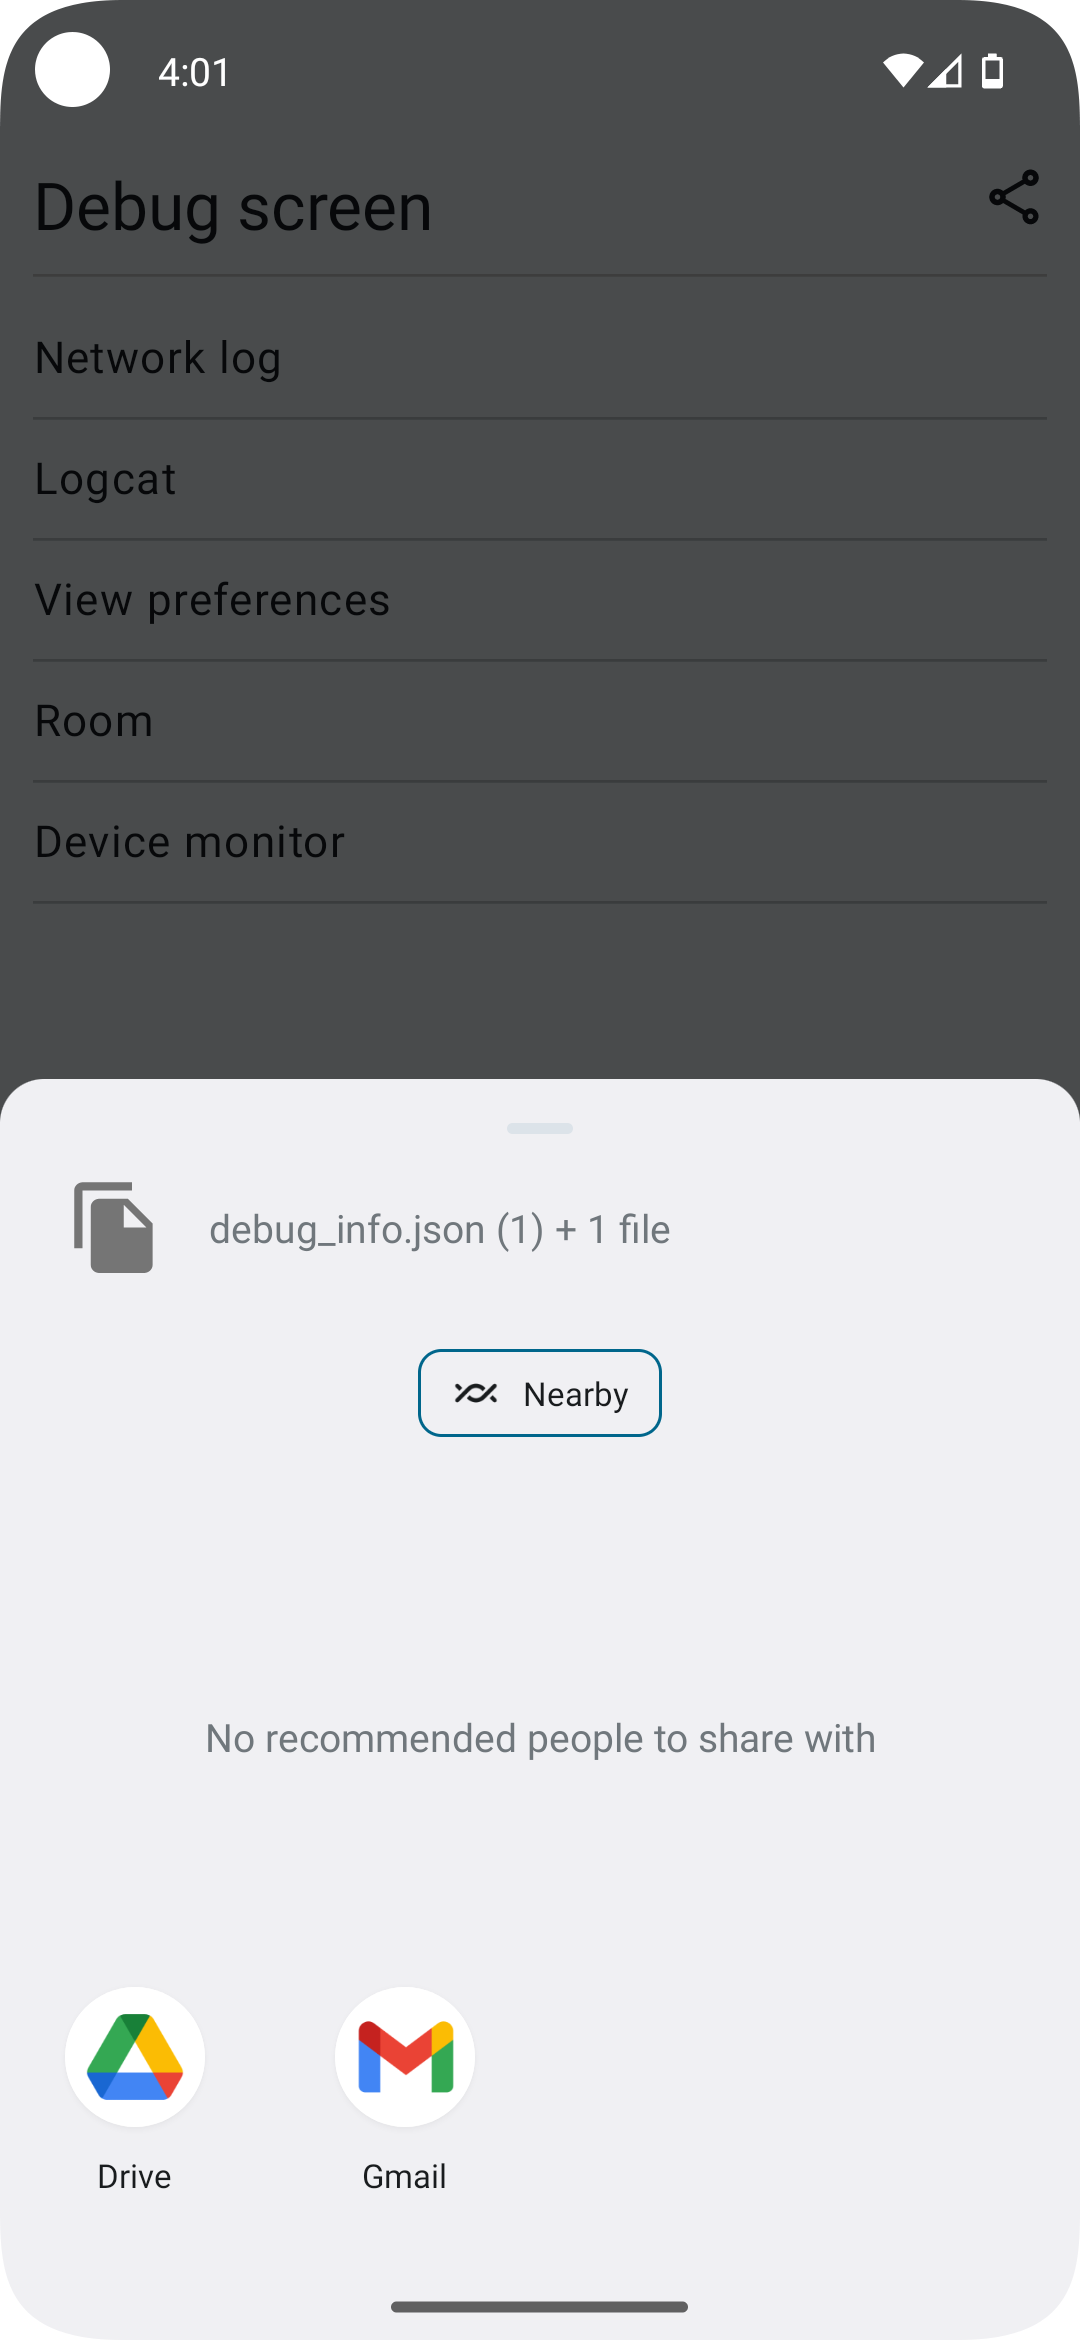 4:01
Debug screen
Network log
Logcat
View preferences
Room
Device monitor
debug_info.json (1) + 1 file
Nearby
No recommended people to share with
Drive
Gmail